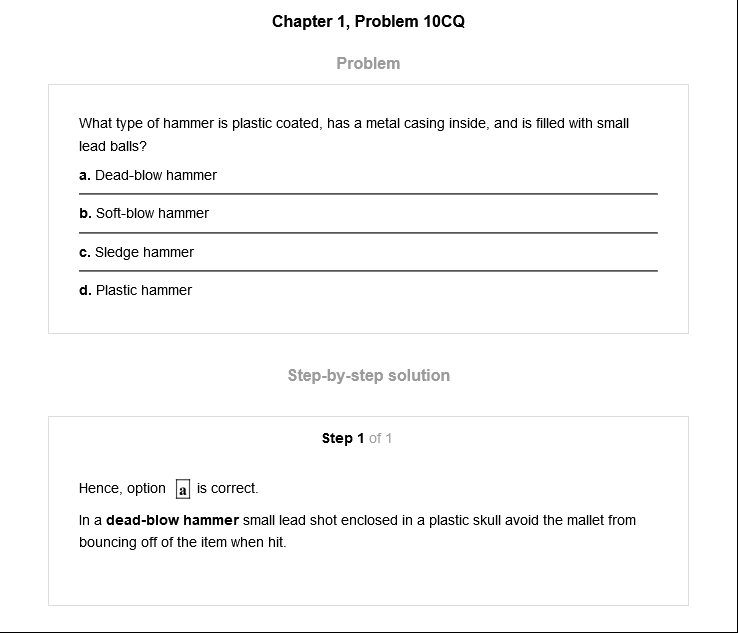 Chapter 1, Problem 10CQ
Problem
What type of hammer is plastic coated, has a metal casing inside, and is filled with small
lead balls?
a. Dead-blow hammer
b. Soft-blow hammer
c. Sledge hammer
d. Plastic hammer
Step-by-step solution
Step 1 of 1
Hence, option a is correct.
In a dead-blow hammer small lead shot enclosed in a plastic skull avoid the mallet from
bouncing off of the item when hit.